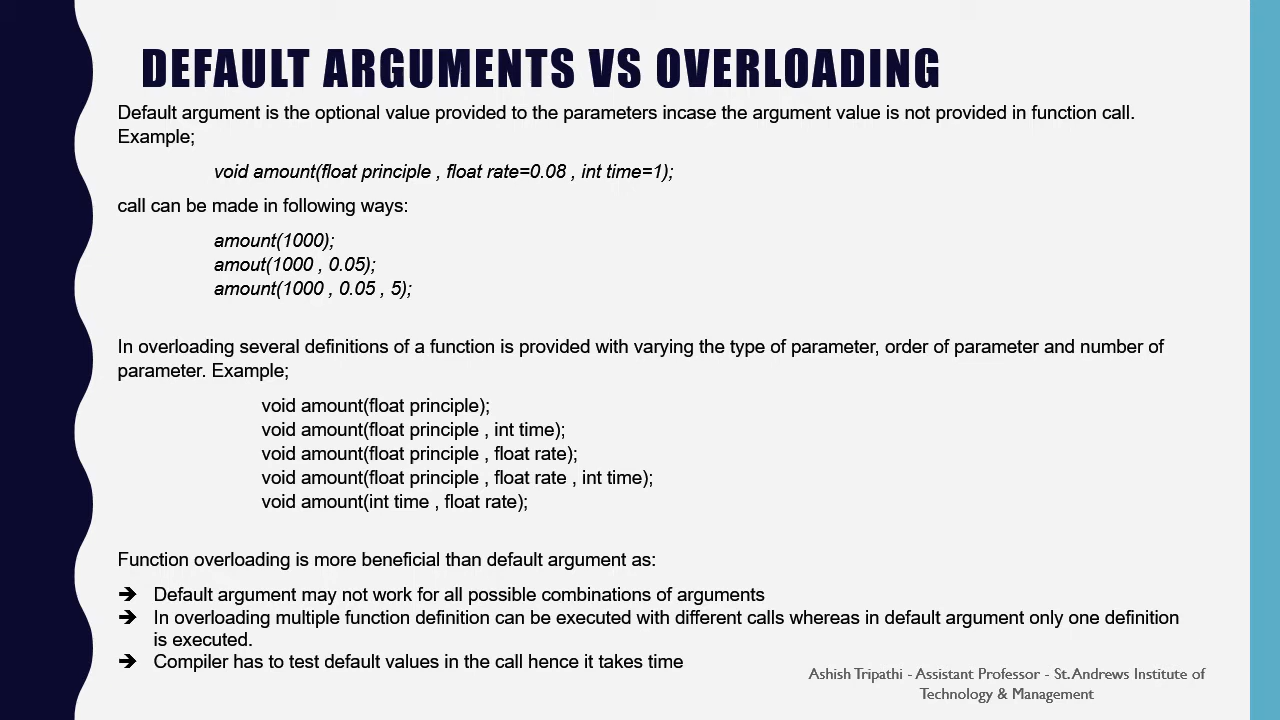 DEFAULT ARGUMENTS VS OVERLOADING
Default argument is the optional value provided to the parameters incase the argument value is not provided in function call.
Example;
void amount(float principle , float rate=0.08 , int time=1);
call can be made in following ways:
amount(1000);
amout(1000 , 0.05);
amount(1000 , 0.05 , 5);
In overloading several definitions of a function is provided with varying the type of parameter, order of parameter and number of
parameter. Example;
void amount(float principle);
void amount(float principle , int time);
void amount(float principle , float rate);
void amount(float principle , float rate , int time);
void amount(int time , float rate);
Function overloading is more beneficial than default argument as:
➔ Default argument may not work for all possible combinations of arguments
➔ In overloading multiple function definition can be executed with different calls whereas in default argument only one definition
is executed.
➔ Compiler has to test default values in the call hence it takes time
Ashish Tripathi - Assistant Professor - St.Andrews Institute of
Technology & Management